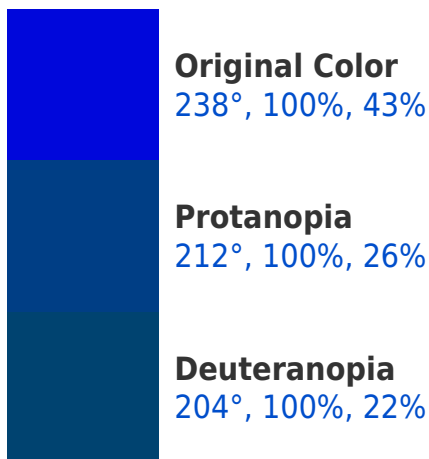 Original Color
238°, 100%, 43%
Protanopia
212°, 100%, 26%
Deuteranopia
204°, 100%, 22%